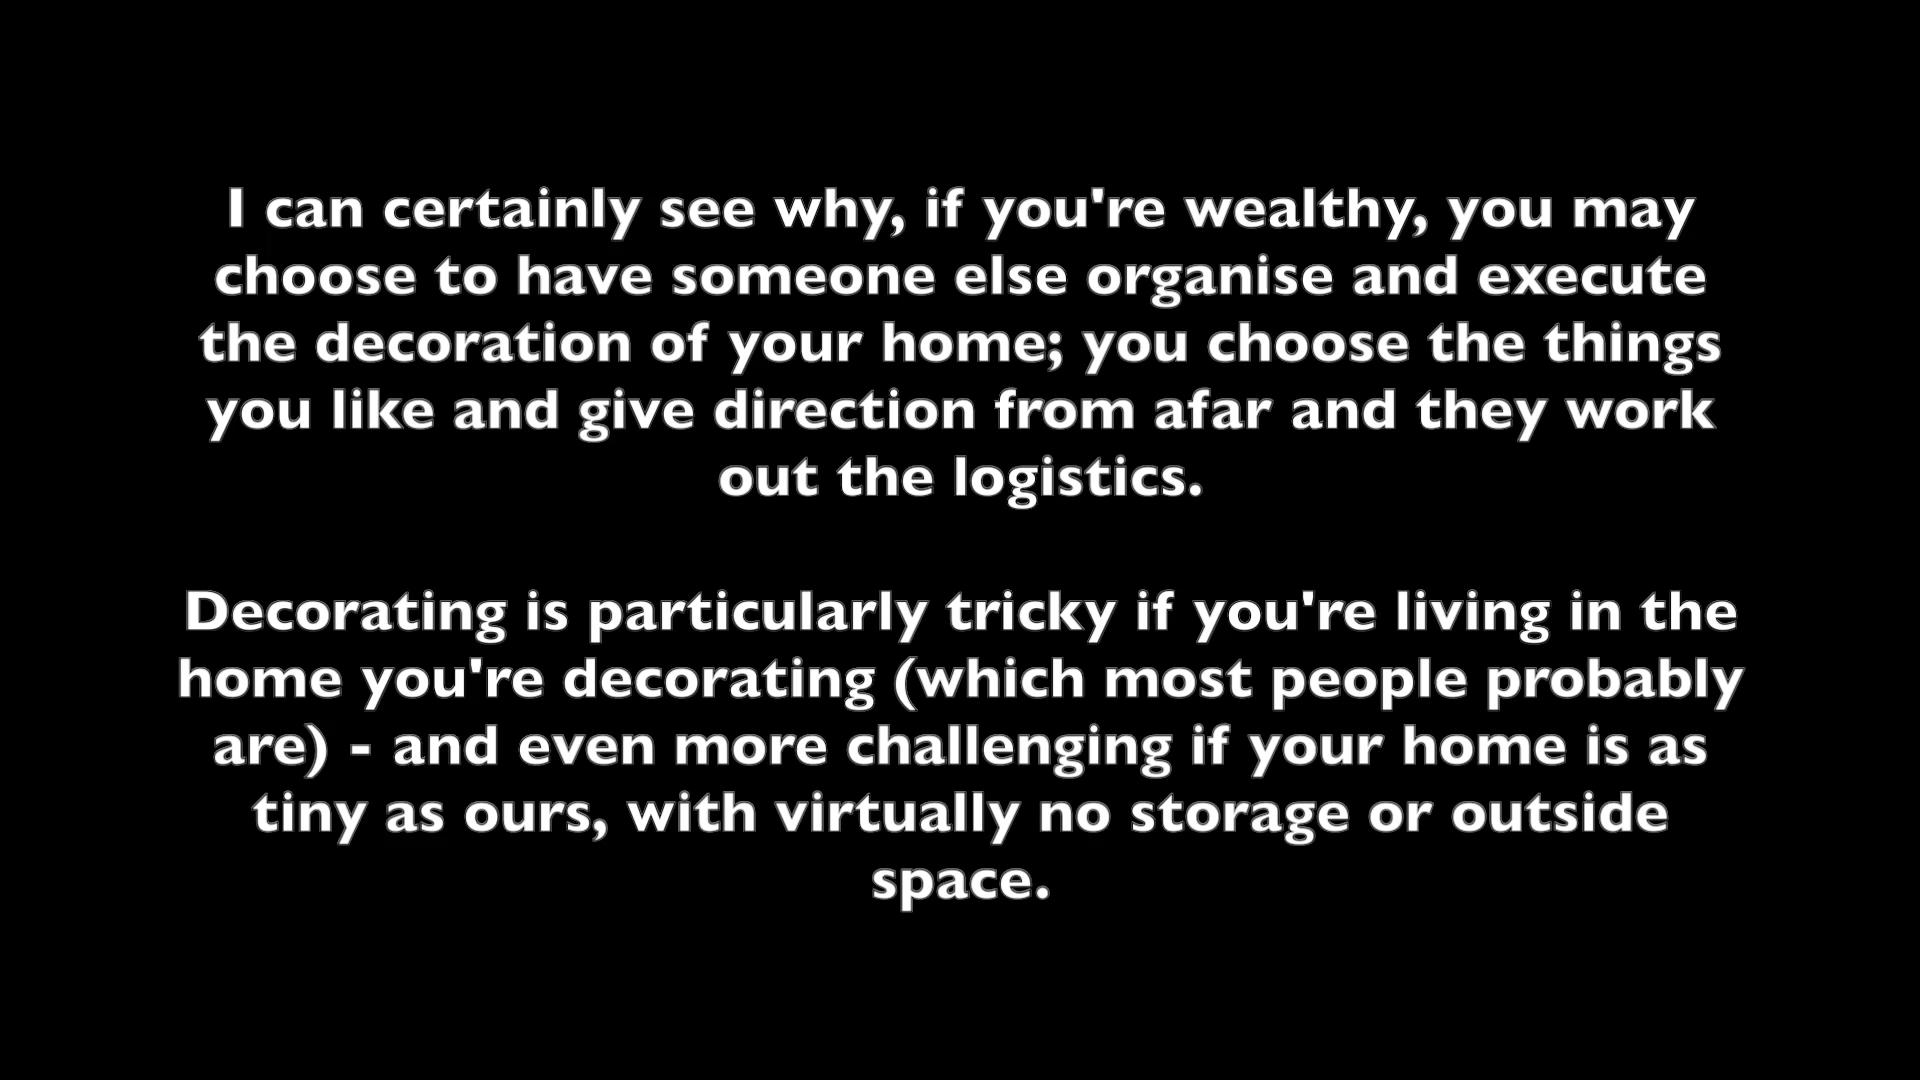 I can certainly see why, if you're wealthy, you may
choose to have someone else organise and execute
the decoration of your home; you choose the things
you like and give direction from afar and they work
out the logistics.
Decorating is particularly tricky if you're living in the
home you're decorating (which most people probably
are) - and even more challenging if your home is as
tiny as ours, with virtually no storage or outside
space.